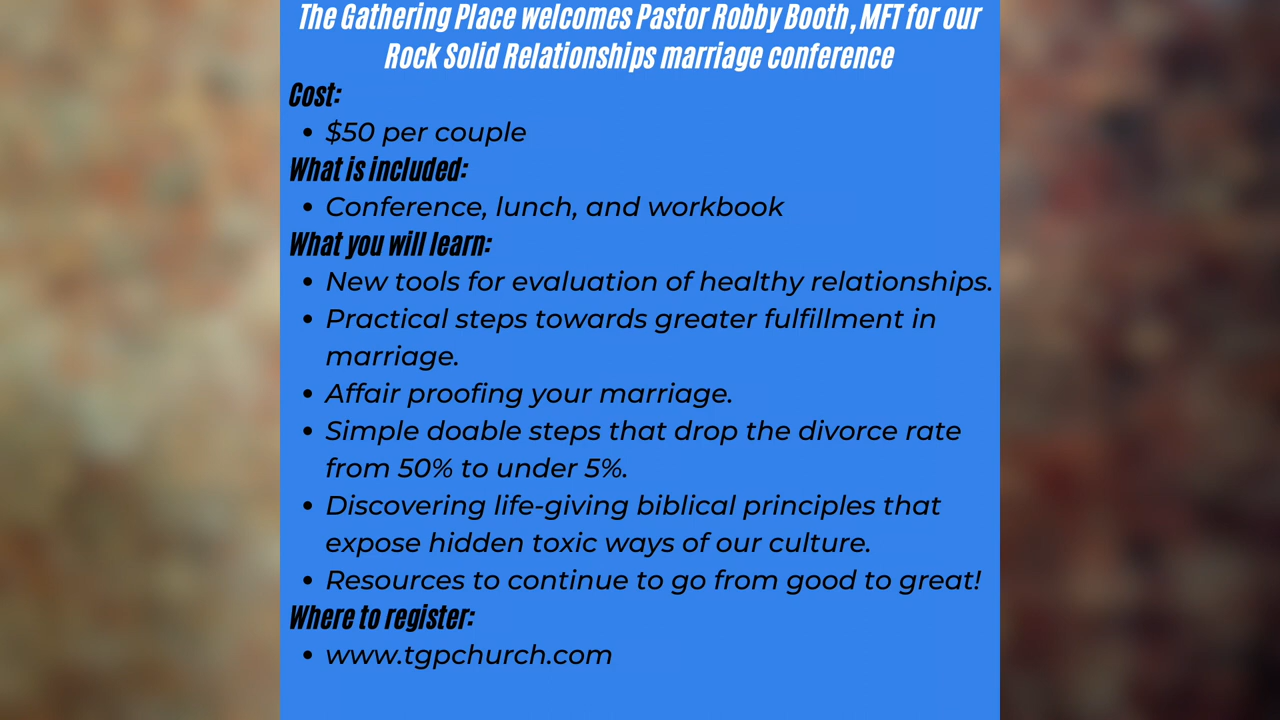 The Gathering Place welcomes Pastor Robby Booth, MFT for our
Rock Solid Relationships marriage conference
Cost:
• $50 per couple
What is included:
• Conference, lunch, and workbook
What you will learn:
• New tools for evaluation of healthy relationships.
• Practical steps towards greater fulfillment in
marriage.
• Affair proofing your marriage.
• Simple doable steps that drop the divorce rate
from 50% to under 5%.
• Discovering life-giving biblical principles that
expose hidden toxic ways of our culture.
• Resources to continue to go from good to great!
Where to register:
• www.tgpchurch.com